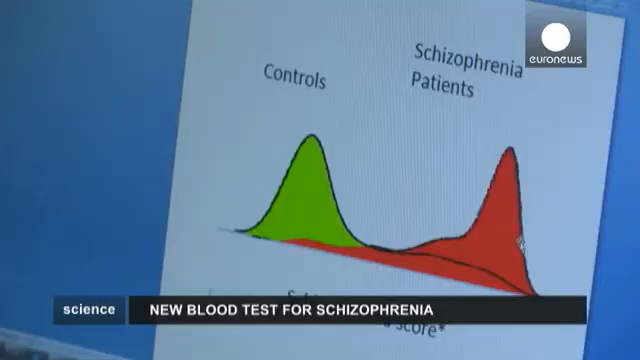 euronews
Schizophrenia
Patients
Controls
score*
science
NEW BLOOD TEST FOR SCHIZOPHRENIA